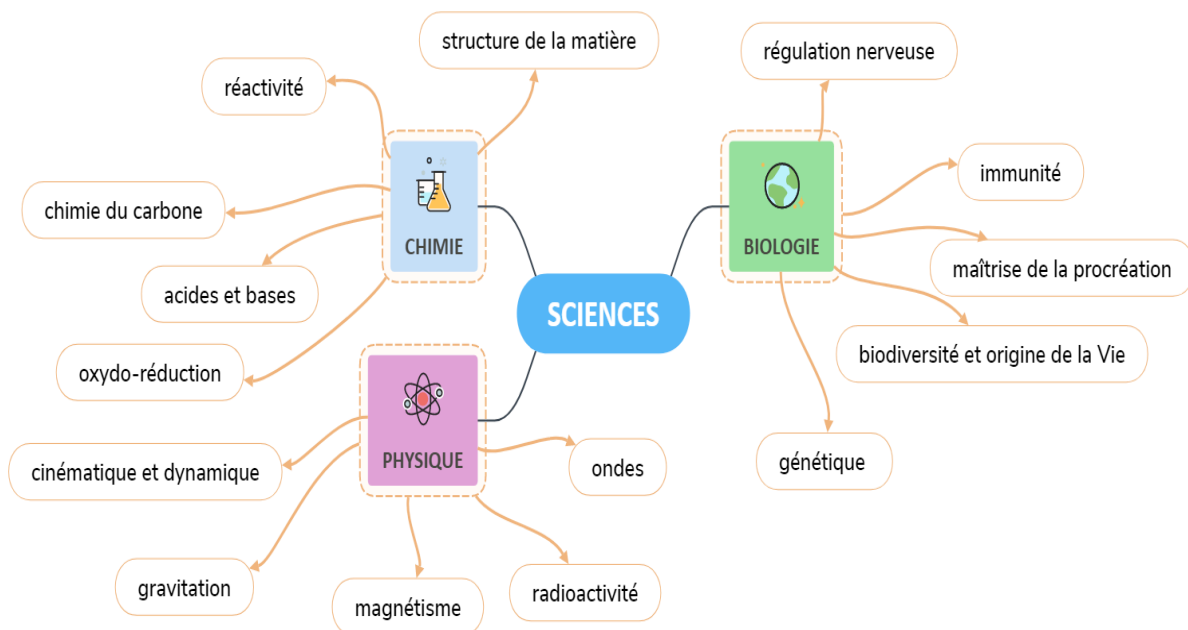 structure de la matière
régulation nerveuse
réactivité
immunité
chimie du carbone
CHIMIE
BIOLOGIE
maîtrise de la procréation
acides et bases
SCIENCES
biodiversité et origine de la Vie
oxydo-réduction
PHYSIQUE
cinématique et dynamique
ondes
génétique
gravitation
magnétisme
radioactivité